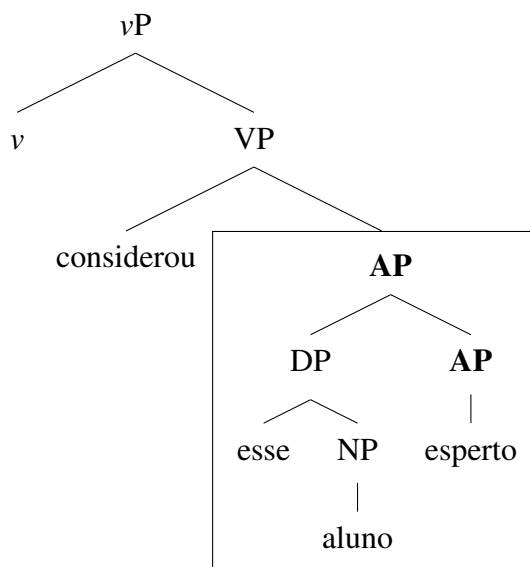 vP
v VP
considerou AP
DP AP
esse NP esperto
aluno